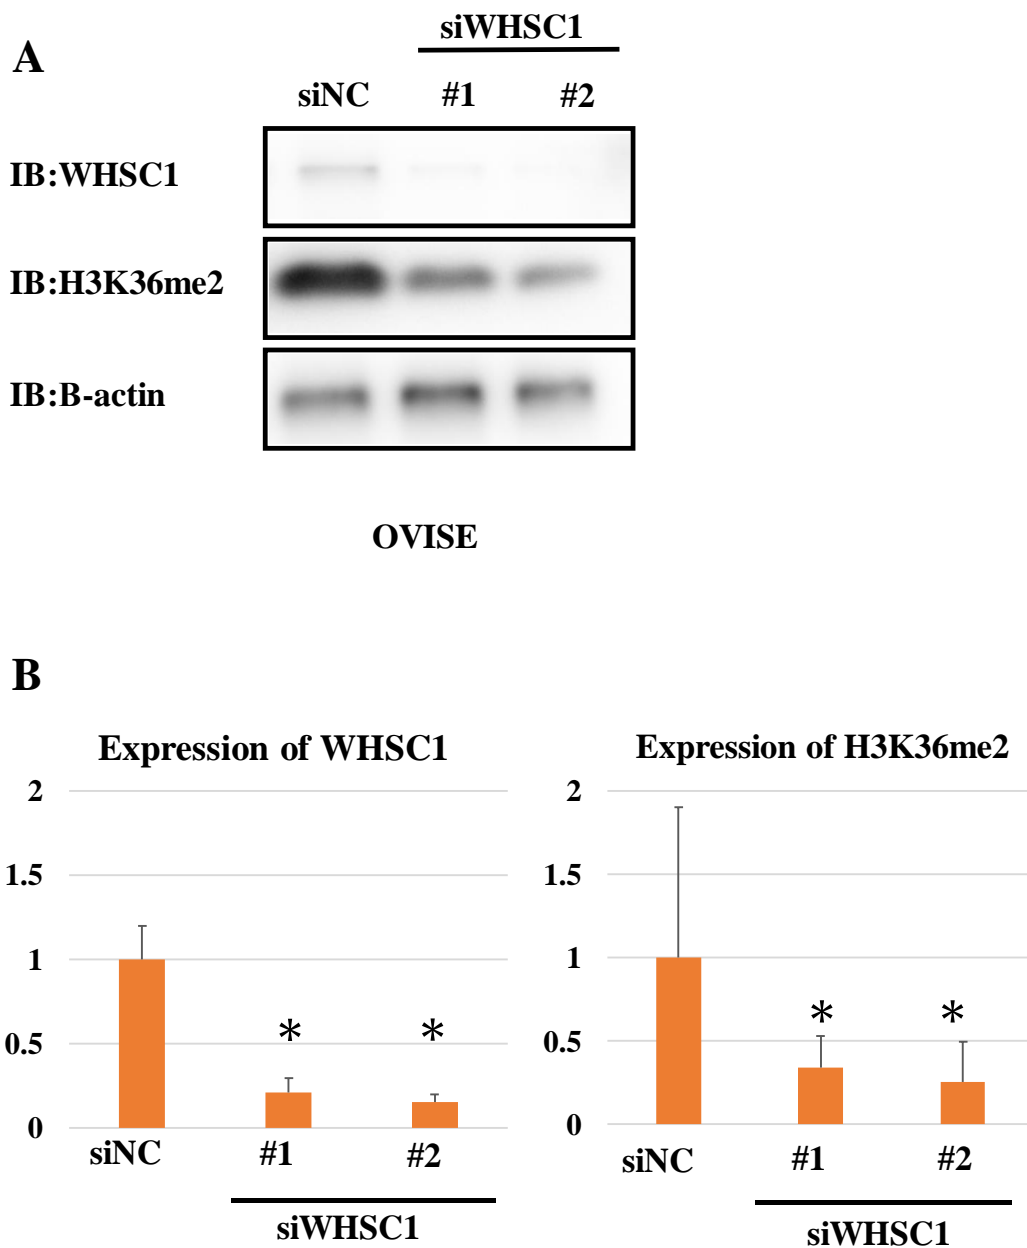 A
siWHSC1
siNC #1 #2
IB:WHSC1
IB:H3K36me2
IB:B-actin
OVISE
B
Expression of WHSC1
2
1.5
1
0.5
0
* *
siNC #1 #2
siWHSC1
Expression of H3K36me2
2
1.5
1
0.5
0
* *
siNC #1 #2
siWHSC1